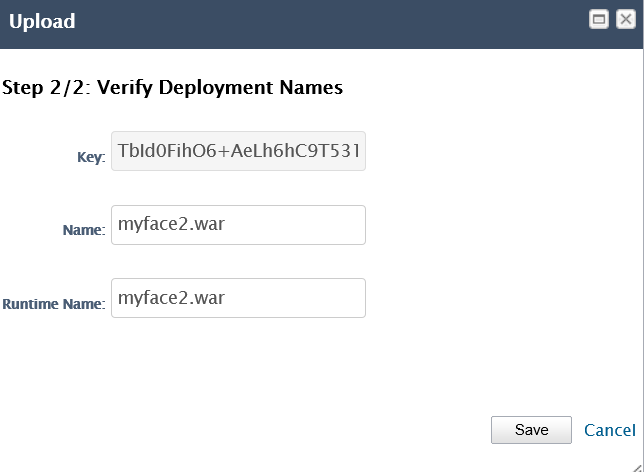 Upload
Step 2/2: Verify Deployment Names
Key: TbId0FihO6+AeLh6hC9T531
Name: myface2.war
Runtime Name: myface2.war
Save Cancel